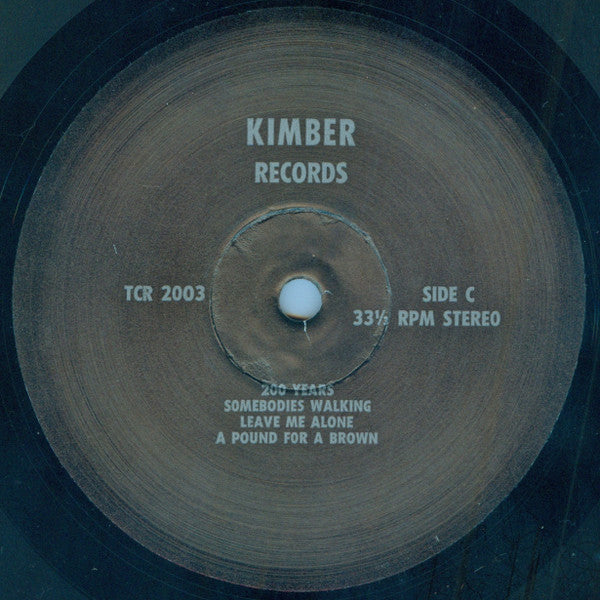 KIMBER
RECORDS
TCR 2003
SIDE C
33⅓ RPM STEREO
200 YEARS
SOMEBODIES WALKING
LEAVE ME ALONE
A POUND FOR A BROWN